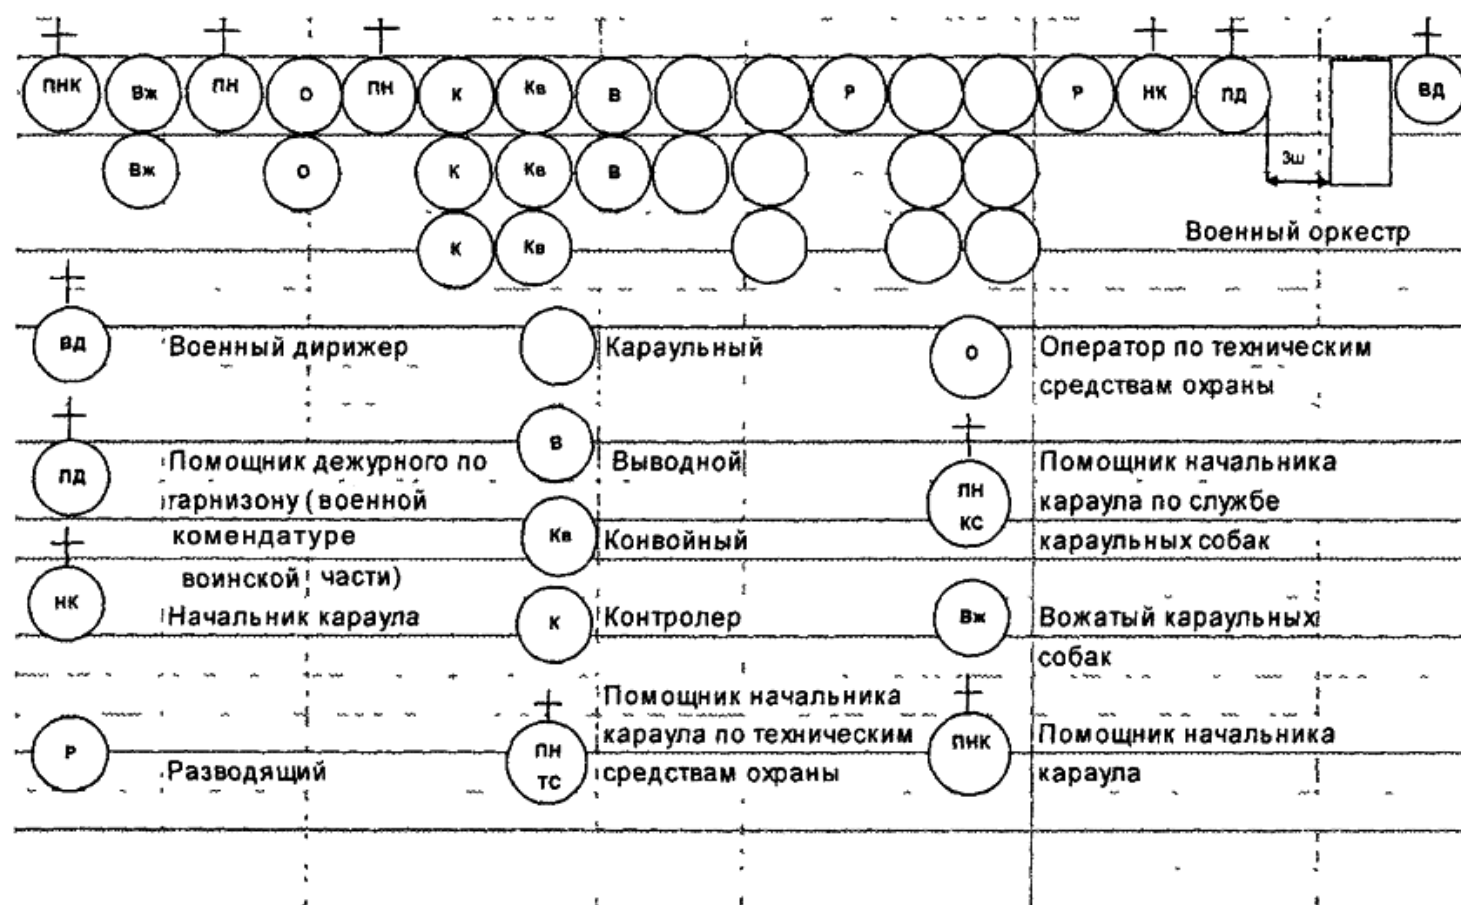 ПНК Вж ПН О ПН К Кв В Р Р НК ПД ВД
Вж О К Кв В 3ш
К Кв
Военный оркестр
ВД Военный дирижер
Караульный
О Оператор по техническим
средствам охраны
ПД Помощник дежурного по
гарнизону (военной
комендатуре
воинской части)
В Выводной
ПН
КС
Помощник начальника
караула по службе
караульных собак
Кв Конвойный
НК Начальник караула
К Контролер
Вж Вожатый караульных
собак
Р Разводящий
ПН
ТС
Помощник начальника
караула по техническим
средствам охраны
ПНК Помощник начальника
караула